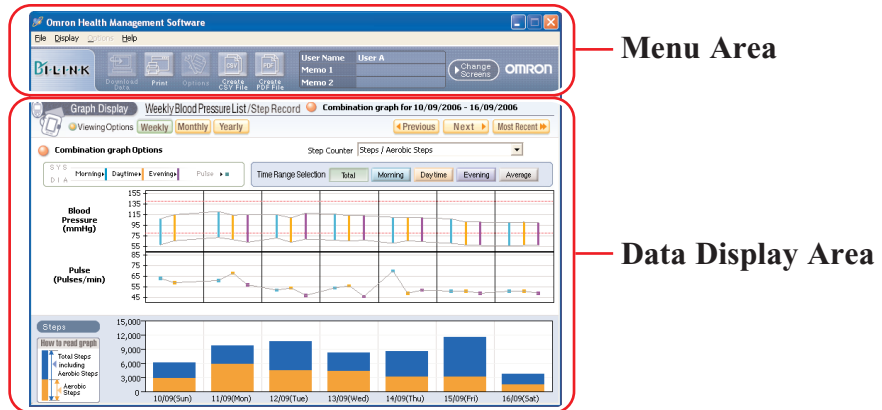 Omron Health Management Software
File Display Options Help
Bi-LINK
Download Data
Print
Options
Create CSV File
Create PDF File
User Name User A
Memo 1
Memo 2
Change Screens
OMRON
Menu Area
Graph Display Weekly Blood Pressure List/Step Record Combination graph for 10/09/2006 - 16/09/2006
Viewing Options Weekly Monthly Yearly Previous Next Most Recent
Combination graph Options Step Counter Steps / Aerobic Steps
SYS
DIA
Morning Daytime Evening Pulse
Time Range Selection Total Morning Daytime Evening Average
Blood Pressure (mmHg)
155
135
115
95
75
55
Data Display Area
Pulse (Pulses/min)
85
75
65
55
45
Steps
How to read graph
Total Steps including Aerobic Steps
Aerobic Steps
15,000
12,000
9,000
6,000
3,000
0
10/09(Sun) 11/09(Mon) 12/09(Tue) 13/09(Wed) 14/09(Thu) 15/09(Fri) 16/09(Sat)